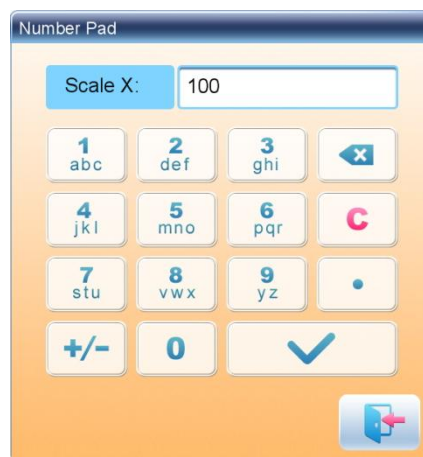 Number Pad
Scale X: 100
1 2 3
abc def ghi
4 5 6 C
jkl mno pqr
7 8 9 .
stu vwx yz
+/- 0